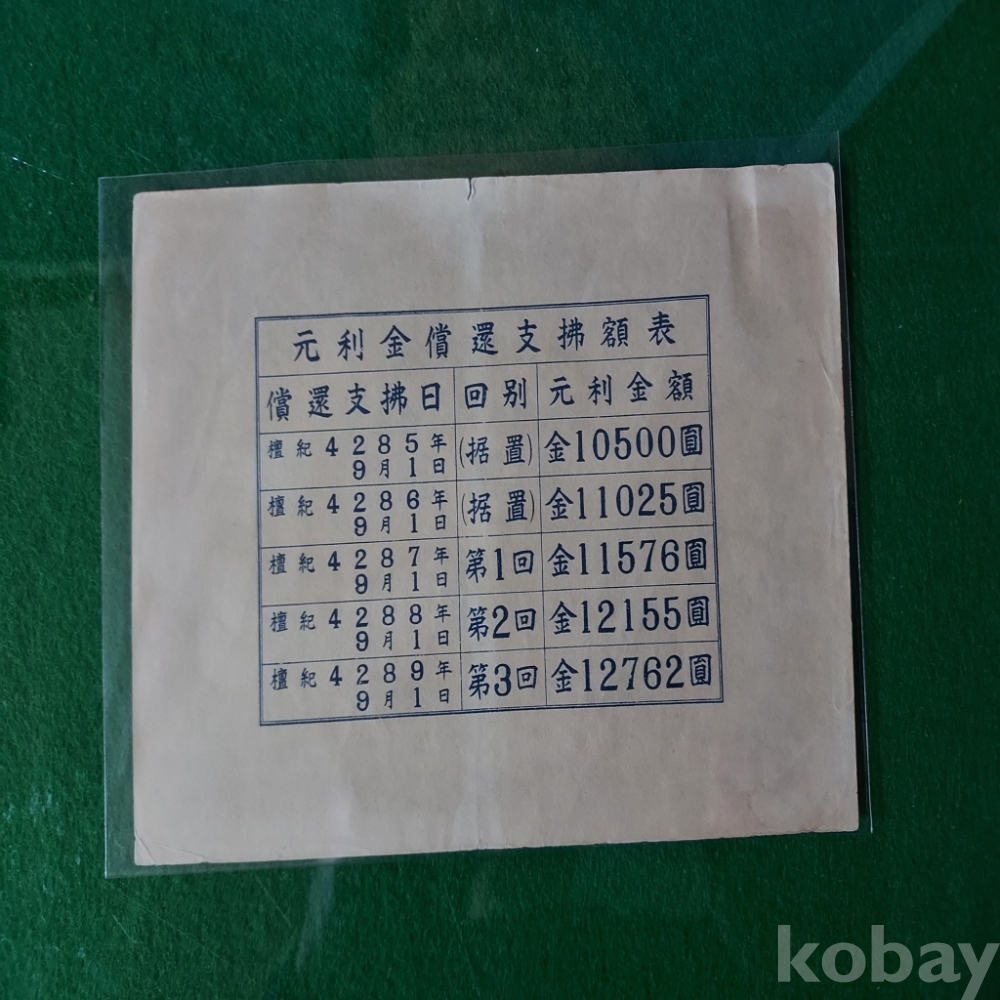 元利金償還支拂額表
償還支拂日 回別 元利金額
檀紀4285年9月1日 (据置) 金10500圓
檀紀4286年9月1日 (据置) 金11025圓
檀紀4287年9月1日 第1回 金11576圓
檀紀4288年9月1日 第2回 金12155圓
檀紀4289年9月1日 第3回 金12762圓
kobay